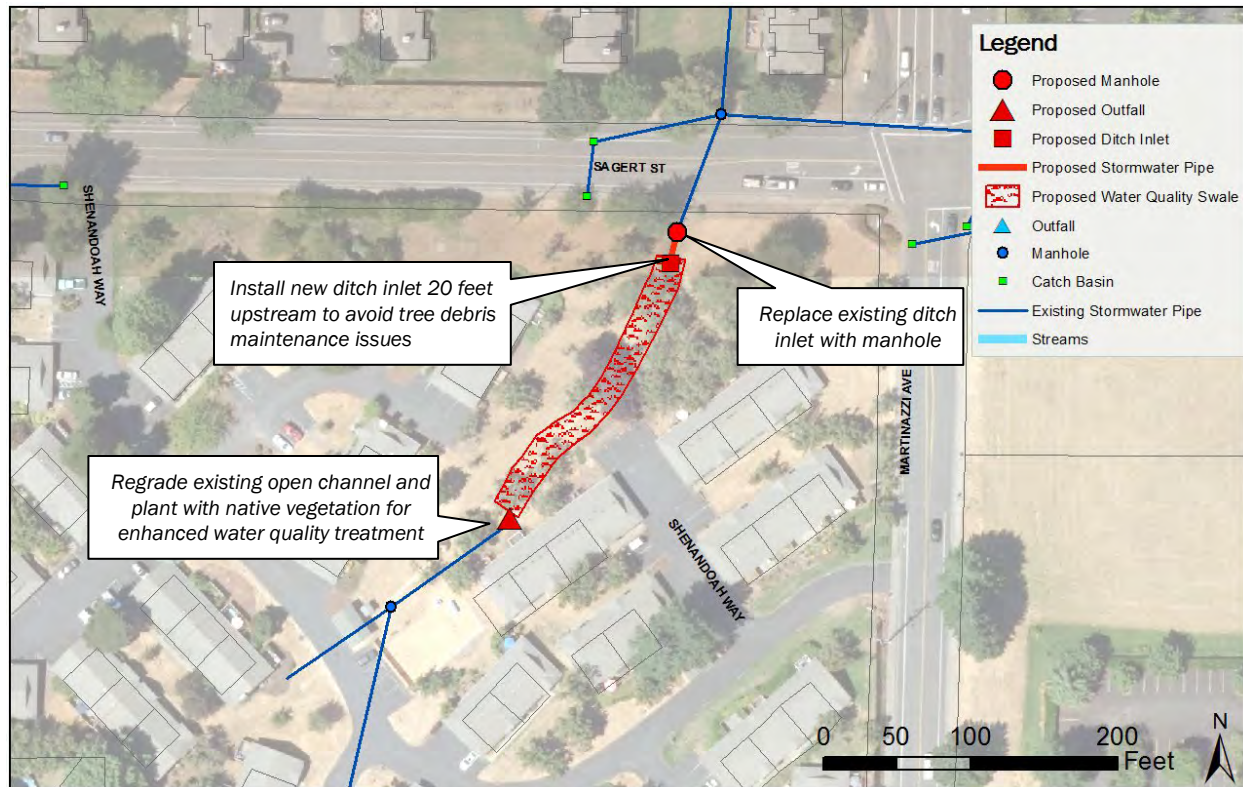 Legend
Proposed Manhole
Proposed Outfall
Proposed Ditch Inlet
Proposed Stormwater Pipe
Proposed Water Quality Swale
Outfall
Manhole
Catch Basin
Existing Stormwater Pipe
Streams
SAGERT ST
SHENANDOAH WAY
Install new ditch inlet 20 feet
upstream to avoid tree debris
maintenance issues
Replace existing ditch
inlet with manhole
MARTINAZZI AVE
Regrade existing open channel and
plant with native vegetation for
enhanced water quality treatment
SHENANDOAH WAY
0 50 100 200
Feet
N